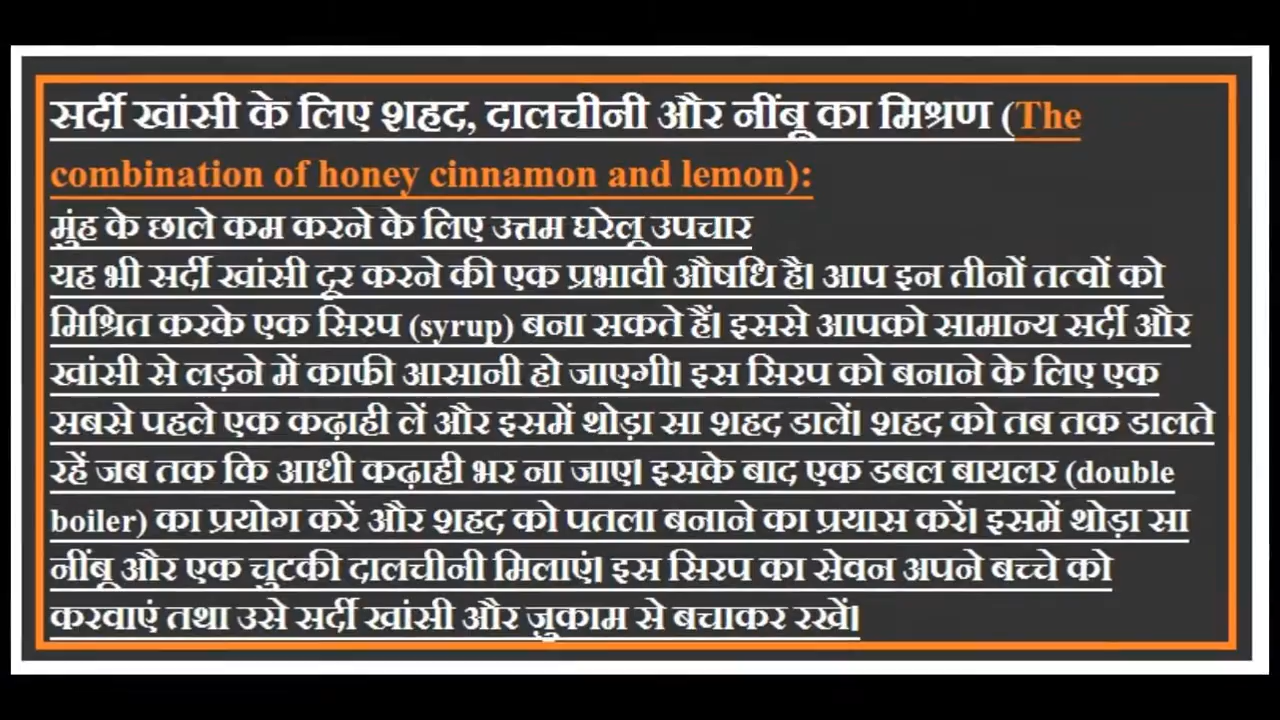 सर्दी खांसी के लिए शहद, दालचीनी और नींबू का मिश्रण (The
combination of honey cinnamon and lemon):
मुंह के छाले कम करने के लिए उत्तम घरेलू उपचार
यह भी सर्दी खांसी दूर करने की एक प्रभावी औषधि है। आप इन तीनों तत्वों को
मिश्रित करके एक सिरप (syrup) बना सकते हैं। इससे आपको सामान्य सर्दी और
खांसी से लड़ने में काफी आसानी हो जाएगी। इस सिरप को बनाने के लिए एक
सबसे पहले एक कढ़ाही लें और इसमें थोड़ा सा शहद डालें। शहद को तब तक डालते
रहें जब तक कि आधी कढ़ाही भर ना जाए। इसके बाद एक डबल बायलर (double
boiler) का प्रयोग करें और शहद को पतला बनाने का प्रयास करें। इसमें थोड़ा सा
नींबू और एक चुटकी दालचीनी मिलाएं। इस सिरप का सेवन अपने बच्चे को
करवाएं तथा उसे सर्दी खांसी और ज़ुकाम से बचाकर रखें।